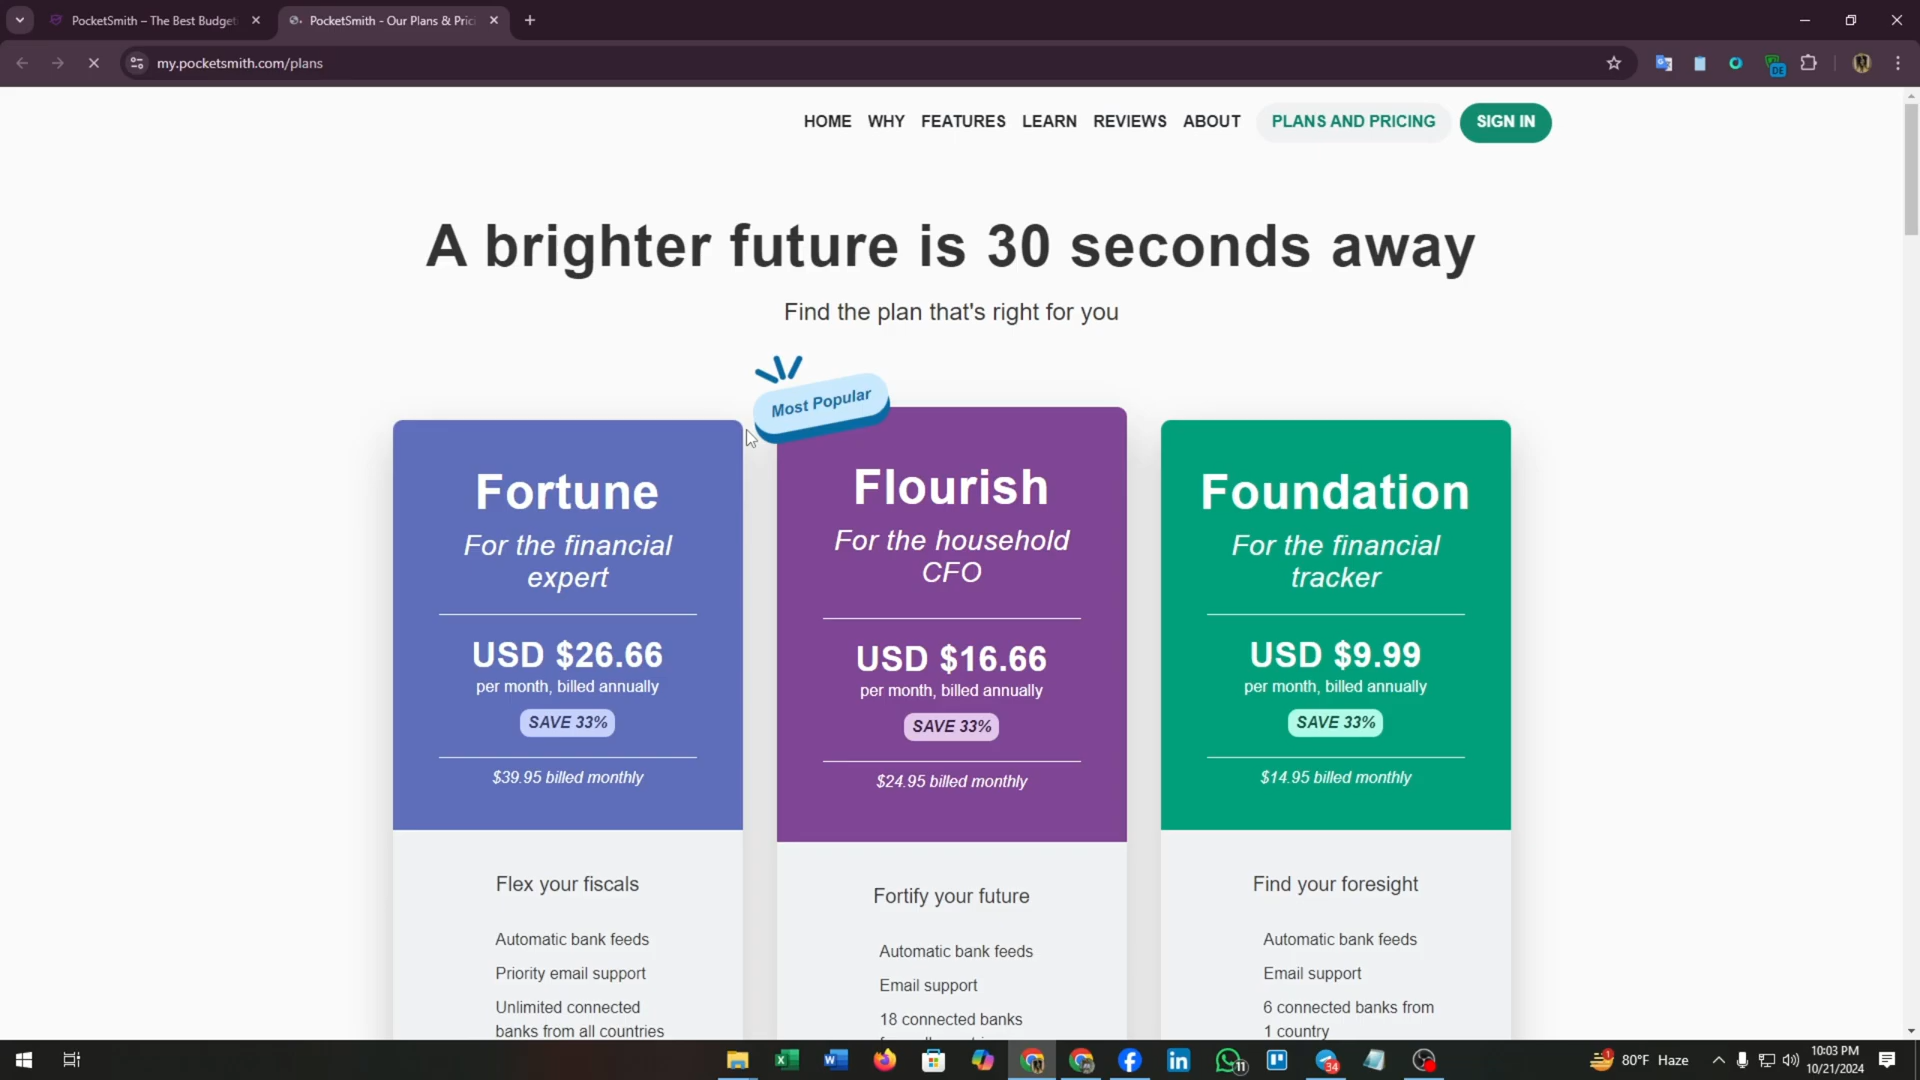 PocketSmith – The Best Budget
PocketSmith - Our Plans & Pric
my.pocketsmith.com/plans
DE
HOME WHY FEATURES LEARN REVIEWS ABOUT PLANS AND PRICING SIGN IN
A brighter future is 30 seconds away
Find the plan that's right for you
Most Popular
Fortune
For the financial
expert
USD $26.66
per month, billed annually
SAVE 33%
$39.95 billed monthly
Flex your fiscals
Automatic bank feeds
Priority email support
Unlimited connected
banks from all countries
Flourish
For the household
CFO
USD $16.66
per month, billed annually
SAVE 33%
$24.95 billed monthly
Fortify your future
Automatic bank feeds
Email support
18 connected banks
Foundation
For the financial
tracker
USD $9.99
per month, billed annually
SAVE 33%
$14.95 billed monthly
Find your foresight
Automatic bank feeds
Email support
6 connected banks from
1 country
11
34
1
80°F Haze
10:03 PM
10/21/2024